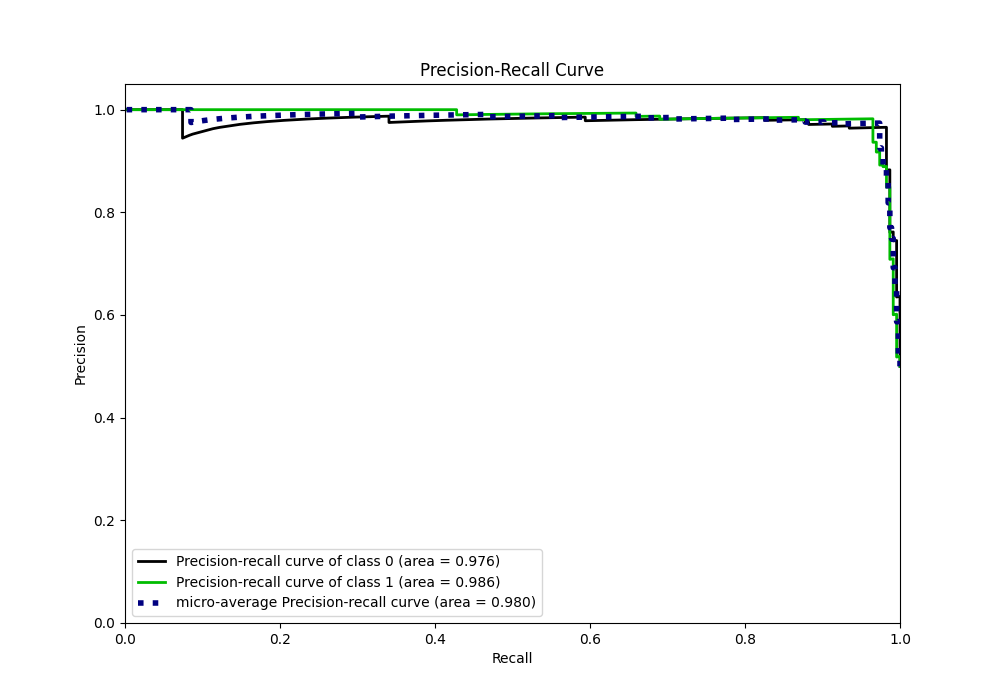 Precision-Recall Curve
1.0
0.8
0.6
0.4
0.2
0.0
Precision
Precision-recall curve of class 0 (area = 0.976)
Precision-recall curve of class 1 (area = 0.986)
micro-average Precision-recall curve (area = 0.980)
0.0 0.2 0.4 0.6 0.8 1.0
Recall